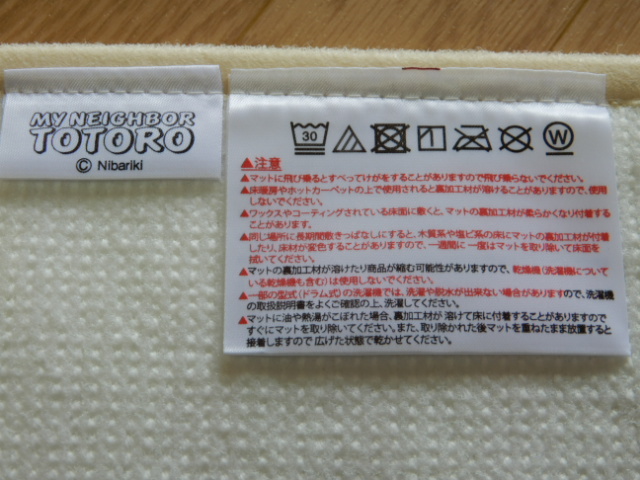 MY NEIGHBOR
TOTORO
© Nibariki
30
W
▲注意
▲マットに飛び乗るとすべってけがをすることがありますので飛び乗らないでください。
▲床暖房やホットカーペットの上で使用されると裏加工材が溶けることがありますので、使用
しないでください。
▲ワックスやコーティングされている床面に敷くと、マットの裏加工材が柔らかくなり付着する
ことがあります。
▲同じ場所に長期間敷きっぱなしにすると、木質系や塩ビ系の床にマットの裏加工材が付着
したり、床材が変色することがありますので、一週間に一度はマットを取り除いて床面を
拭いてください。
▲マットの裏加工材が溶けたり商品が縮む可能性がありますので、乾燥機(洗濯機について
いる乾燥機も含む)は使用しないでください。
▲一部の型式(ドラム式)の洗濯機では、洗濯や脱水が出来ない場合がありますので、洗濯機
の取扱説明書をよくご確認の上、洗濯してください。
▲マットに油や熱湯がこぼれた場合、裏加工材が溶けて床に付着することがありますので
すぐにマットを取り除いてください。また、取り除かれた後マットを重ねたまま放置すると
接着しますので広げた状態で乾かせてください。